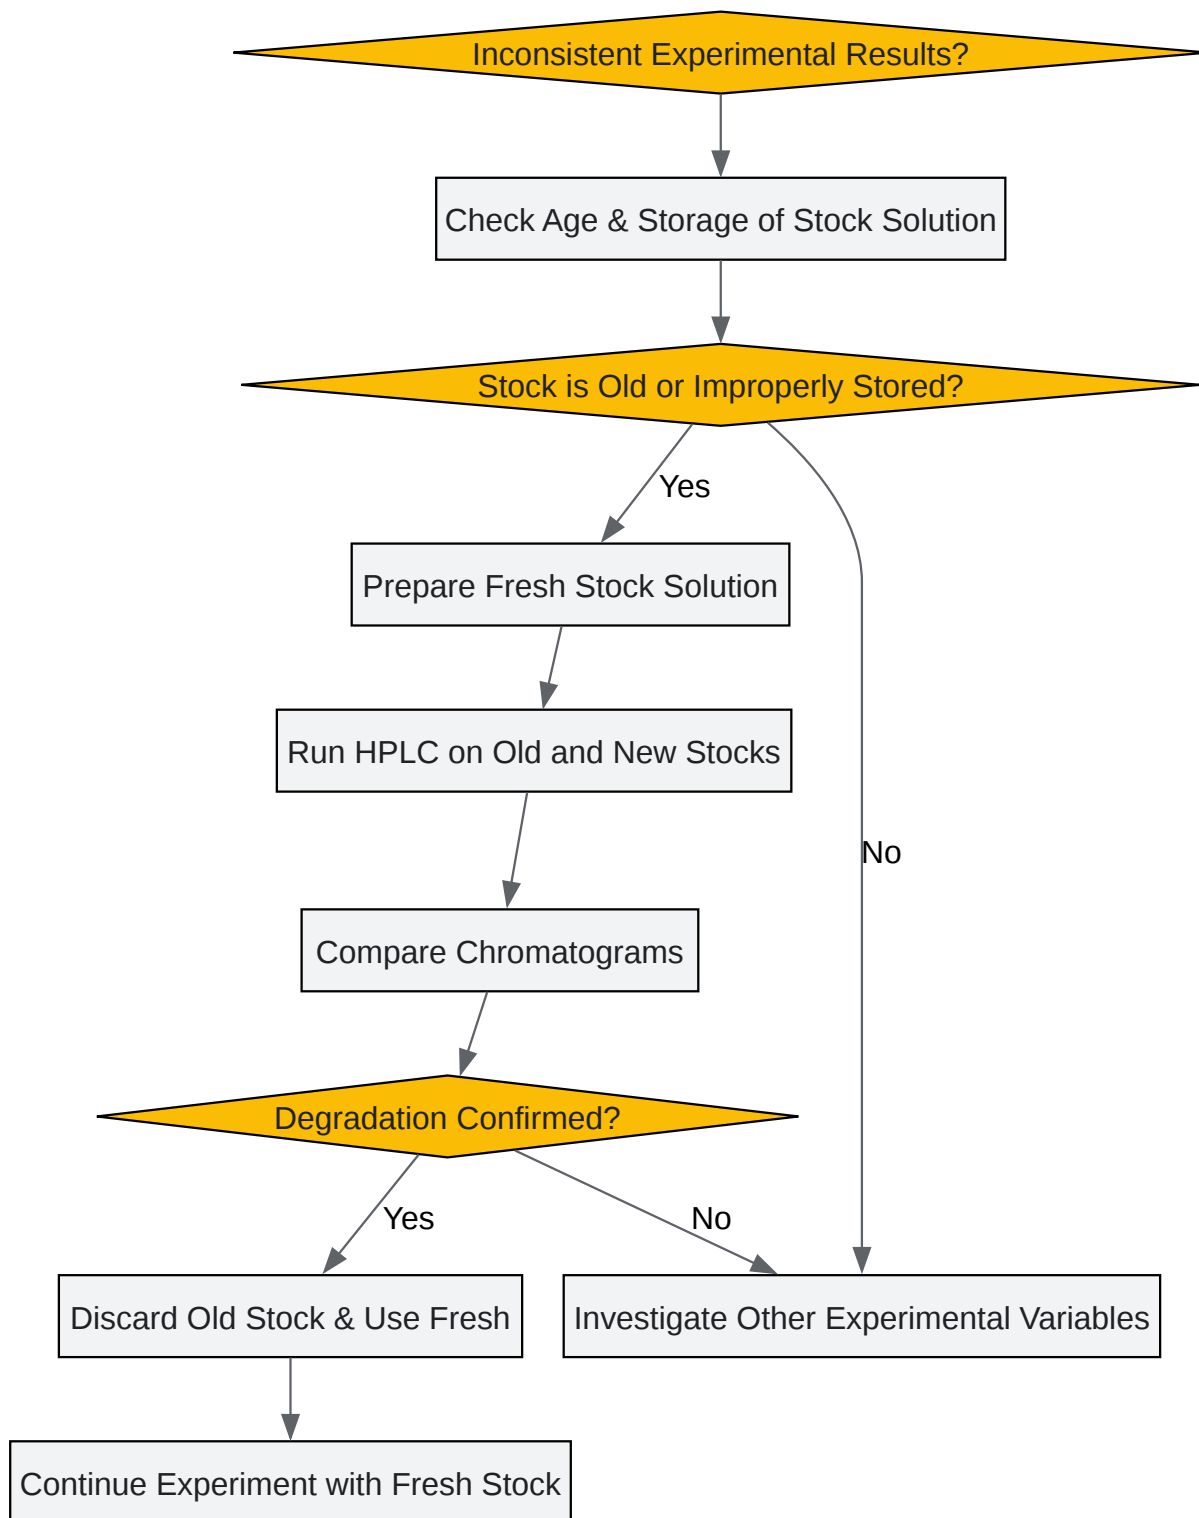 Inconsistent Experimental Results?
Check Age & Storage of Stock Solution
Stock is Old or Improperly Stored?
Yes
Prepare Fresh Stock Solution
Run HPLC on Old and New Stocks
No
Compare Chromatograms
Degradation Confirmed?
Yes
No
Discard Old Stock & Use Fresh
Investigate Other Experimental Variables
Continue Experiment with Fresh Stock